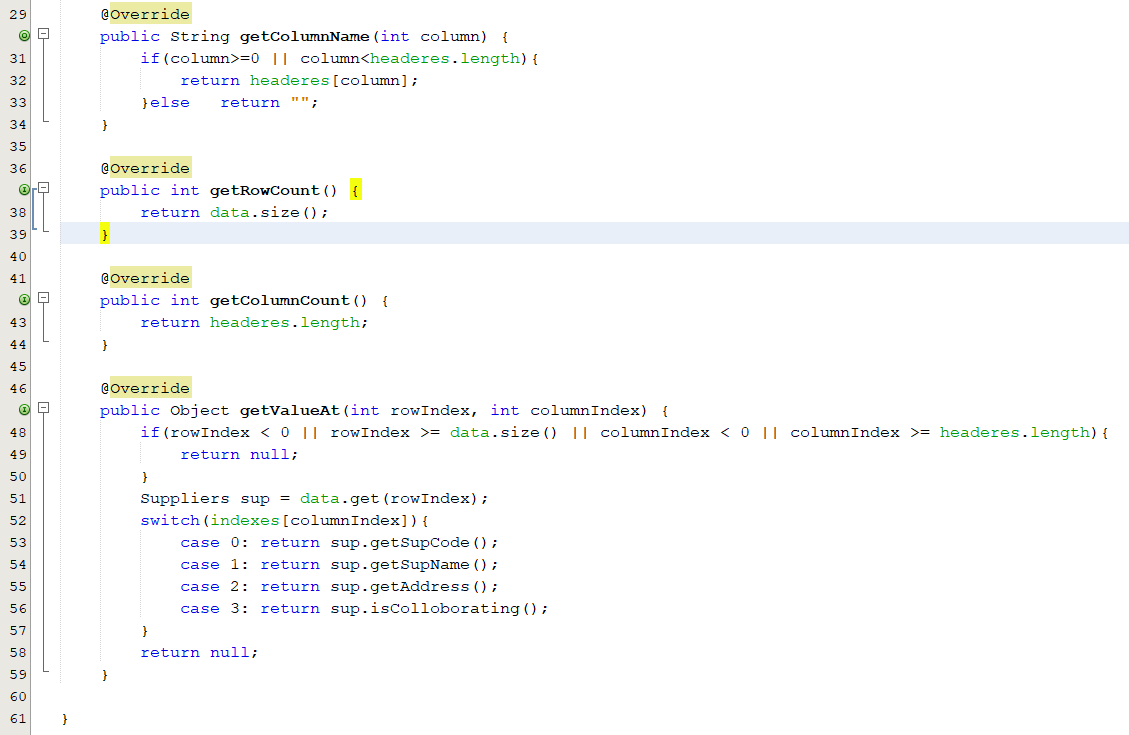 29 @Override
public String getColumnName(int column) {
31 if(column>=0 || column<headeres.length){
32 return headeres[column];
33 }else   return "";
34 }
35
36 @Override
public int getRowCount() {
38 return data.size();
39 }
40
41 @Override
public int getColumnCount() {
43 return headeres.length;
44 }
45
46 @Override
public Object getValueAt(int rowIndex, int columnIndex) {
48 if(rowIndex < 0 || rowIndex >= data.size() || columnIndex < 0 || columnIndex >= headeres.length){
49 return null;
50 }
51 Suppliers sup = data.get(rowIndex);
52 switch(indexes[columnIndex]){
53 case 0: return sup.getSupCode();
54 case 1: return sup.getSupName();
55 case 2: return sup.getAddress();
56 case 3: return sup.isColloborating();
57 }
58 return null;
59 }
60
61 }